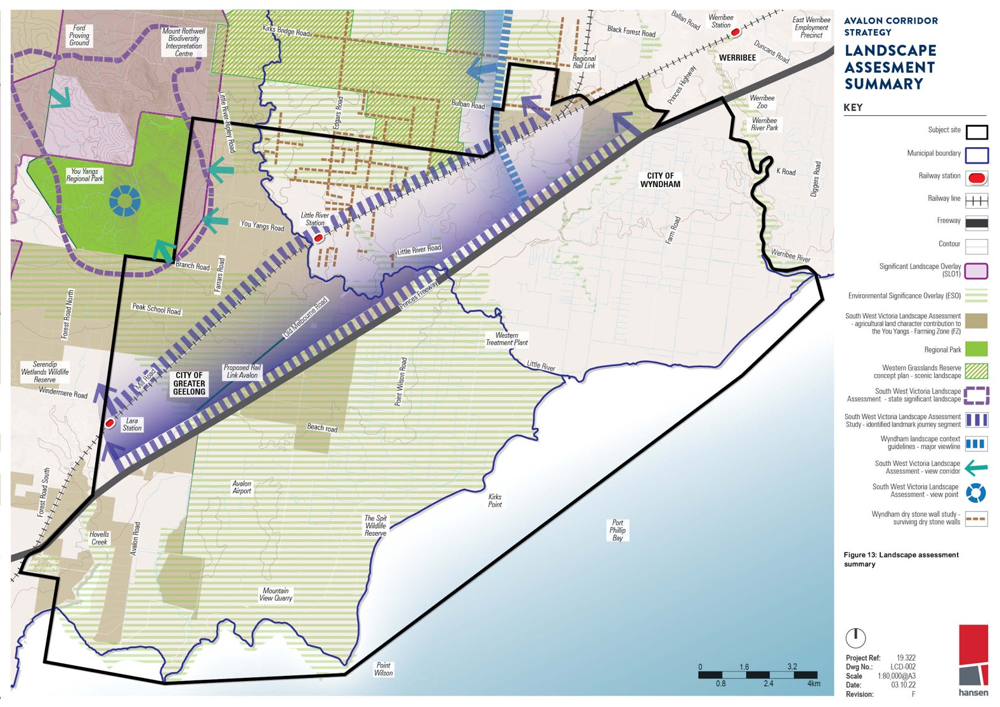 Ford
Proving
Ground
Mount Rothwell
Biodiversity
Interpretation
Centre
Kirks Bridge Road
Ballan Road
Werribee
Station
East Werribee
Employment
Precinct
Black Forest Road
Duncans Road
Regional
Rail Link
WERRIBEE
Princes Highway
Little River-Ripley Road
Edgars Road
Bulban Road
Werribee
Zoo
Werribee
River Park
K Road
Diggers Road
You Yangs
Regional Park
CITY OF
WYNDHAM
Little River
Station
You Yangs Road
Farm Road
Little River Road
Werribee River
Branch Road
Farrars Road
Princes Freeway
Forest Road North
Peak School Road
Old Melbourne Road
Western
Treatment Plant
Little River
Serendip
Wetlands Wildlife
Reserve
Mill Road
Proposed Rail
Link Avalon
CITY OF
GREATER
GEELONG
Point Wilson Road
Windermere Road
Lara
Station
Beach road
Forest Road South
Avalon
Airport
Kirks
Point
The Spit
Wildlife
Reserve
Port
Phillip
Bay
Hovells
Creek
Avalon Road
Mountain
View Quarry
Point
Wilson
0 1.6 3.2
0.8 2.4 4km
AVALON CORRIDOR
STRATEGY
LANDSCAPE
ASSESMENT
SUMMARY
KEY
Subject site
Municipal boundary
Railway station
Railway line
Freeway
Contour
Significant Landscape Overlay
(SLO1)
Environmental Significance Overlay (ESO)
South West Victoria Landscape Assessment
- agricultural land character contribution to
the You Yangs - Farming Zone (FZ)
Regional Park
Western Grasslands Reserve
concept plan - scenic landscape
South West Victoria Landscape
Assessment - state significant landscape
South West Victoria Landscape Assessment
Study - identified landmark journey segment
Wyndham landscape context
guidelines - major viewline
South West Victoria Landscape
Assessment - view corridor
South West Victoria Landscape
Assessment - view point
Wyndham dry stone wall study -
surviving dry stone walls
Figure 13: Landscape assessment
summary
Project Ref: 19.322
Dwg No.: LCD-002
Scale 1:80,000@A3
Date: 03.10.22
Revision: F
hansen